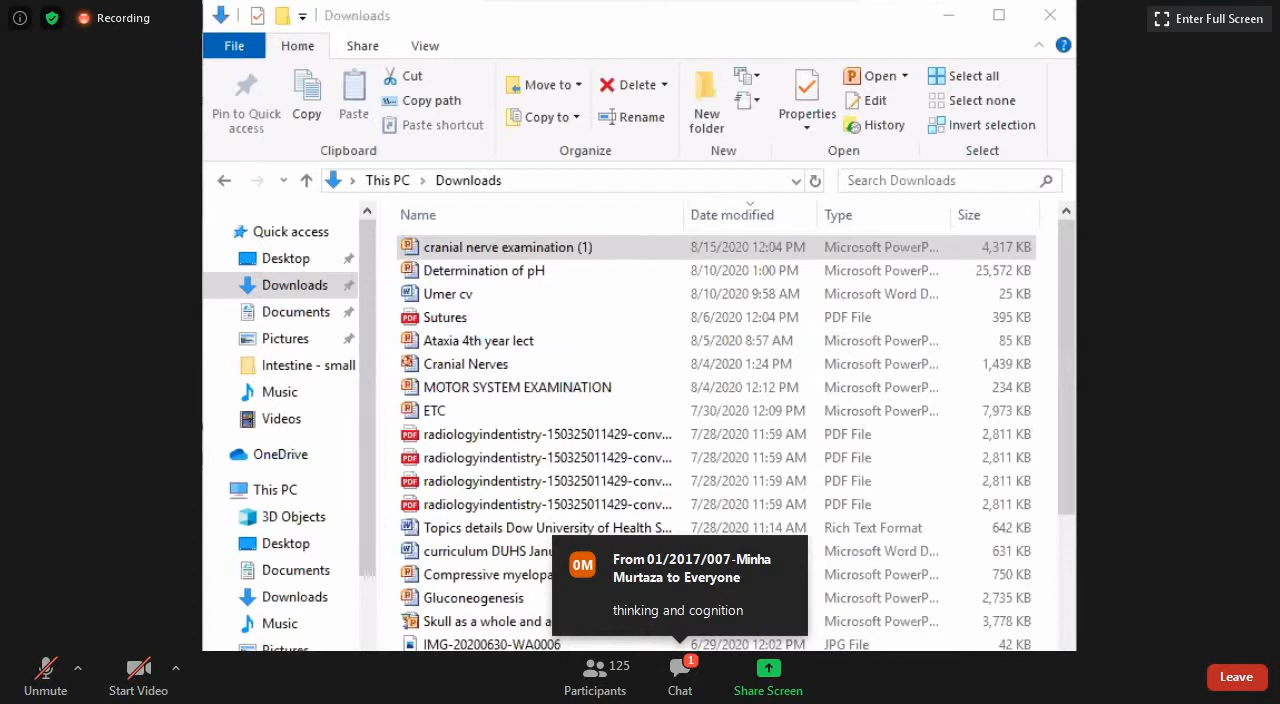 Recording
Downloads
Enter Full Screen
File Home Share View
Pin to Quick access
Copy
Paste
Cut
Copy path
Paste shortcut
Move to
Copy to
Delete
Rename
New folder
Properties
Open
Edit
History
Select all
Select none
Invert selection
Clipboard Organize New Open Select
This PC Downloads
Search Downloads
Quick access
Desktop
Downloads
Documents
Pictures
Intestine - small
Music
Videos
OneDrive
This PC
3D Objects
Desktop
Documents
Downloads
Music
Pictures
Name Date modified Type Size
cranial nerve examination (1) 8/15/2020 12:04 PM Microsoft PowerP... 4,317 KB
Determination of pH 8/10/2020 1:00 PM Microsoft PowerP... 25,572 KB
Umer cv 8/10/2020 9:58 AM Microsoft Word D... 25 KB
Sutures 8/6/2020 12:04 PM PDF File 395 KB
Ataxia 4th year lect 8/5/2020 8:57 AM Microsoft PowerP... 85 KB
Cranial Nerves 8/4/2020 1:24 PM Microsoft PowerP... 1,439 KB
MOTOR SYSTEM EXAMINATION 8/4/2020 12:12 PM Microsoft PowerP... 234 KB
ETC 7/30/2020 12:09 PM Microsoft PowerP... 7,973 KB
radiologyindentistry-150325011429-conv... 7/28/2020 11:59 AM PDF File 2,811 KB
radiologyindentistry-150325011429-conv... 7/28/2020 11:59 AM PDF File 2,811 KB
radiologyindentistry-150325011429-conv... 7/28/2020 11:59 AM PDF File 2,811 KB
radiologyindentistry-150325011429-conv... 7/28/2020 11:59 AM PDF File 2,811 KB
Topics details Dow University of Health S... 7/28/2020 11:14 AM Rich Text Format 642 KB
curriculum DUHS Janu Microsoft Word D... 631 KB
Compressive myelopa Microsoft PowerP... 750 KB
Gluconeogenesis Microsoft PowerP... 2,735 KB
Skull as a whole and a Microsoft PowerP... 3,778 KB
IMG-20200630-WA0006 6/29/2020 12:02 PM JPG File 42 KB
0M
From 01/2017/007-Minha
Murtaza to Everyone
thinking and cognition
Unmute
Start Video
125
Participants
1
Chat
Share Screen
Leave